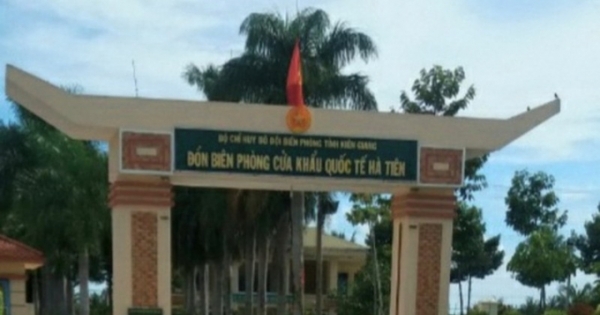 BỘ CHỈ HUY BỘ ĐỘI BIÊN PHÒNG TỈNH KIÊN GIANG
ĐỒN BIÊN PHÒNG CỬA KHẨU QUỐC TẾ HÀ TIÊN